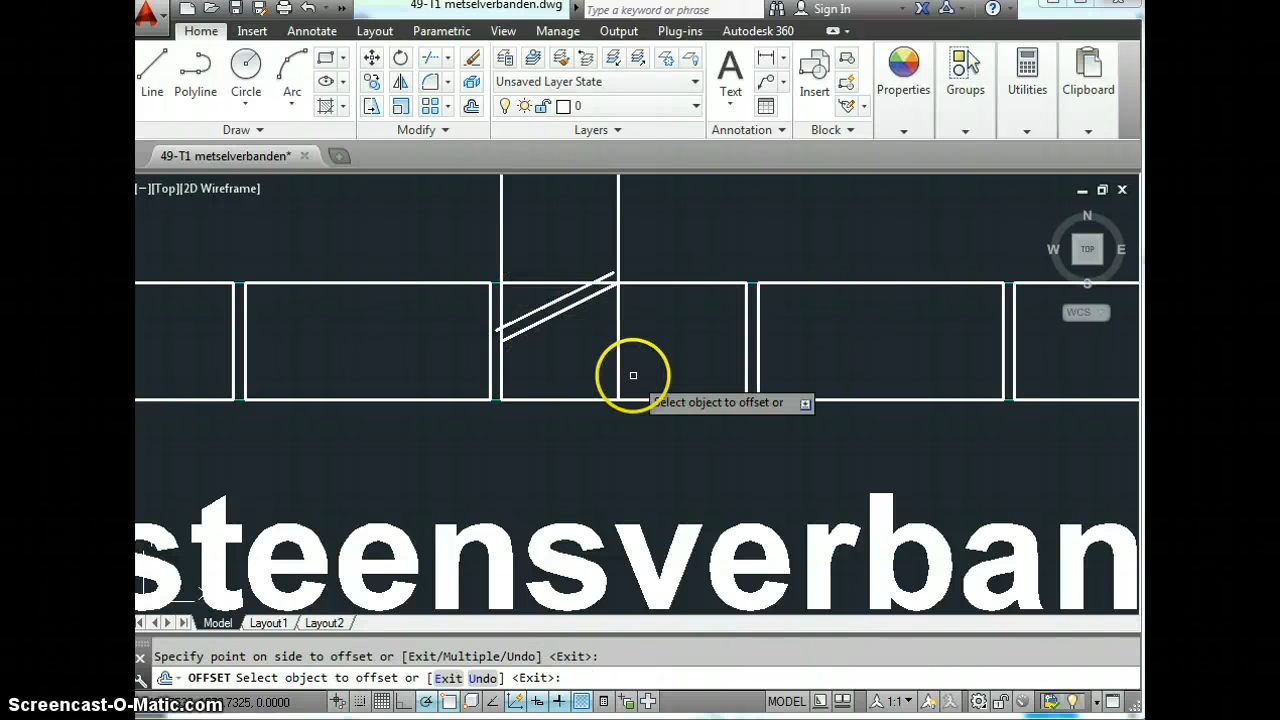 49-T1 metselverbanden.dwg
Type a keyword or phrase
Sign In
Home Insert Annotate Layout Parametric View Manage Output Plug-ins Autodesk 360
Line Polyline Circle Arc
Unsaved Layer State
0
Text Insert Properties Groups Utilities Clipboard
Draw Modify Layers Annotation Block
49-T1 metselverbanden*
[−][Top][2D Wireframe]
N
W TOP E
WCS
Select object to offset or
steensverban
Model Layout1 Layout2
Specify point on side to offset or [Exit/Multiple/Undo] <Exit>:
OFFSET Select object to offset or [Exit Undo] <Exit>:
MODEL 1:1
Screencast-O-Matic.com